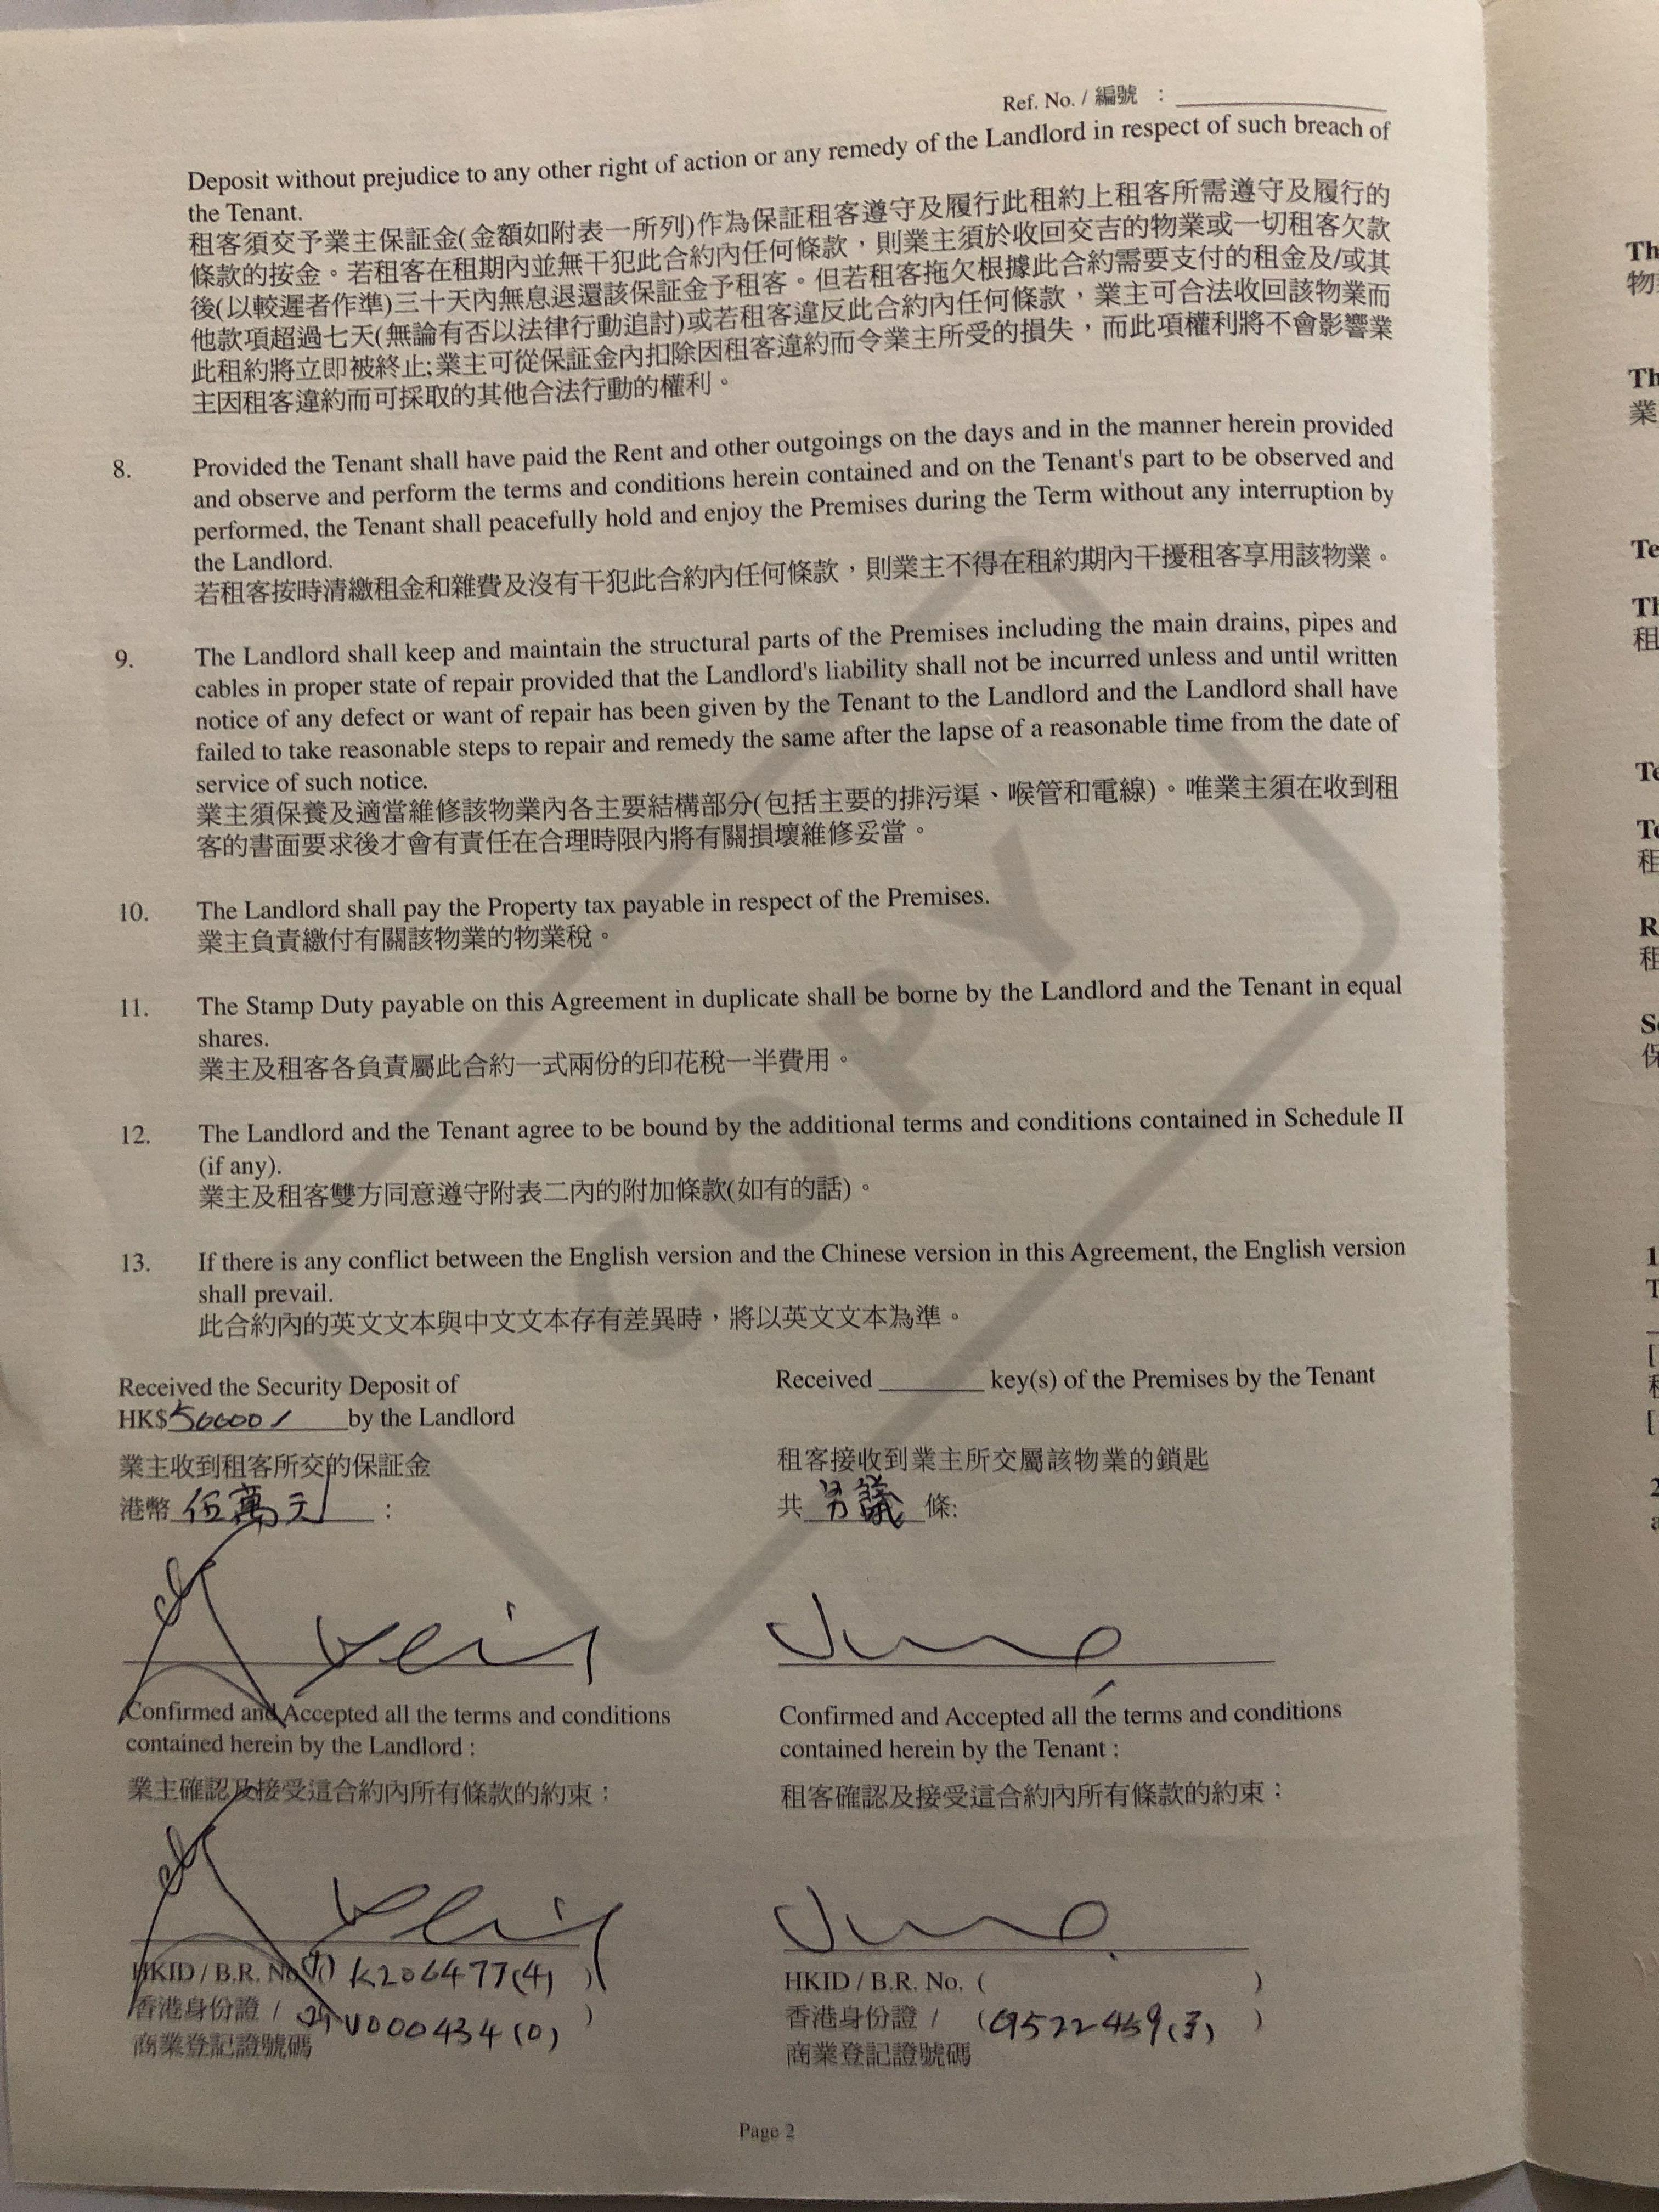 Ref. No. / 編號 :
Deposit without prejudice to any other right of action or any remedy of the Landlord in respect of such breach of
the Tenant.
租客須交予業主保証金(金額如附表一所列)作為保証租客遵守及履行此租約上租客所需遵守及履行的
條款的按金。若租客在租期內並無干犯此合約內任何條款，則業主須於收回交吉的物業或一切租客欠款
後(以較遲者作準)三十天內無息退還該保証金予租客。但若租客拖欠根據此合約需要支付的租金及/或其
他款項超過七天(無論有否以法律行動追討)或若租客違反此合約內任何條款，業主可合法收回該物業而
此租約將立即被終止;業主可從保証金內扣除因租客違約而令業主所受的損失，而此項權利將不會影響業
主因租客違約而可採取的其他合法行動的權利。
8. Provided the Tenant shall have paid the Rent and other outgoings on the days and in the manner herein provided
and observe and perform the terms and conditions herein contained and on the Tenant's part to be observed and
performed, the Tenant shall peacefully hold and enjoy the Premises during the Term without any interruption by
the Landlord.
若租客按時清繳租金和雜費及沒有干犯此合約內任何條款，則業主不得在租約期內干擾租客享用該物業。
9. The Landlord shall keep and maintain the structural parts of the Premises including the main drains, pipes and
cables in proper state of repair provided that the Landlord's liability shall not be incurred unless and until written
notice of any defect or want of repair has been given by the Tenant to the Landlord and the Landlord shall have
failed to take reasonable steps to repair and remedy the same after the lapse of a reasonable time from the date of
service of such notice.
業主須保養及適當維修該物業內各主要結構部分(包括主要的排污渠、喉管和電線)。唯業主須在收到租
客的書面要求後才會有責任在合理時限內將有關損壞維修妥當。
10. The Landlord shall pay the Property tax payable in respect of the Premises.
業主負責繳付有關該物業的物業稅。
11. The Stamp Duty payable on this Agreement in duplicate shall be borne by the Landlord and the Tenant in equal
shares.
業主及租客各負責屬此合約一式兩份的印花稅一半費用。
12. The Landlord and the Tenant agree to be bound by the additional terms and conditions contained in Schedule II
(if any).
業主及租客雙方同意遵守附表二內的附加條款(如有的話)。
13. If there is any conflict between the English version and the Chinese version in this Agreement, the English version
shall prevail.
此合約內的英文文本與中文文本存有差異時，將以英文文本為準。
COPY
Received the Security Deposit of
HK$50000/ by the Landlord
業主收到租客所交的保証金
港幣 伍萬元 :
Received key(s) of the Premises by the Tenant
租客接收到業主所交屬該物業的鎖匙
共 另議 條:
Confirmed and Accepted all the terms and conditions
contained herein by the Landlord :
業主確認及接受這合約內所有條款的約束：
Confirmed and Accepted all the terms and conditions
contained herein by the Tenant :
租客確認及接受這合約內所有條款的約束：
HKID / B.R. No. ( K206477(4) )
香港身份證 / V000434(0) )
商業登記證號碼
HKID / B.R. No. ( )
香港身份證 / (G522459(3) )
商業登記證號碼
Page 2